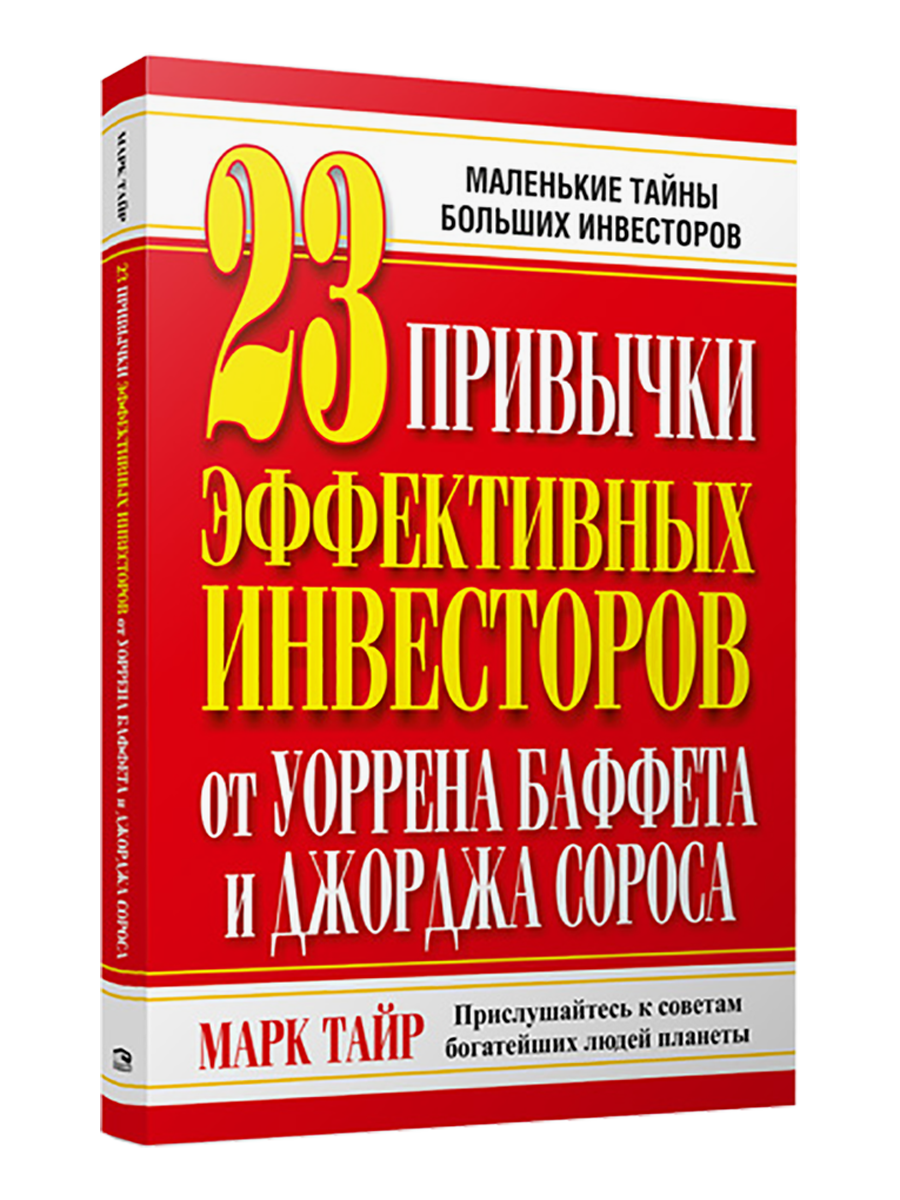 МАЛЕНЬКИЕ ТАЙНЫ
БОЛЬШИХ ИНВЕСТОРОВ
23 ПРИВЫЧКИ
ЭФФЕКТИВНЫХ
ИНВЕСТОРОВ
ОТ УОРРЕНА БАФФЕТА
И ДЖОРДЖА СОРОСА
МАРК ТАЙР
Прислушайтесь к советам
богатейших людей планеты
МАРК ТАЙР
23 ПРИВЫЧКИ ЭФФЕКТИВНЫХ ИНВЕСТОРОВ ОТ УОРРЕНА БАФФЕТА И ДЖОРДЖА СОРОСА